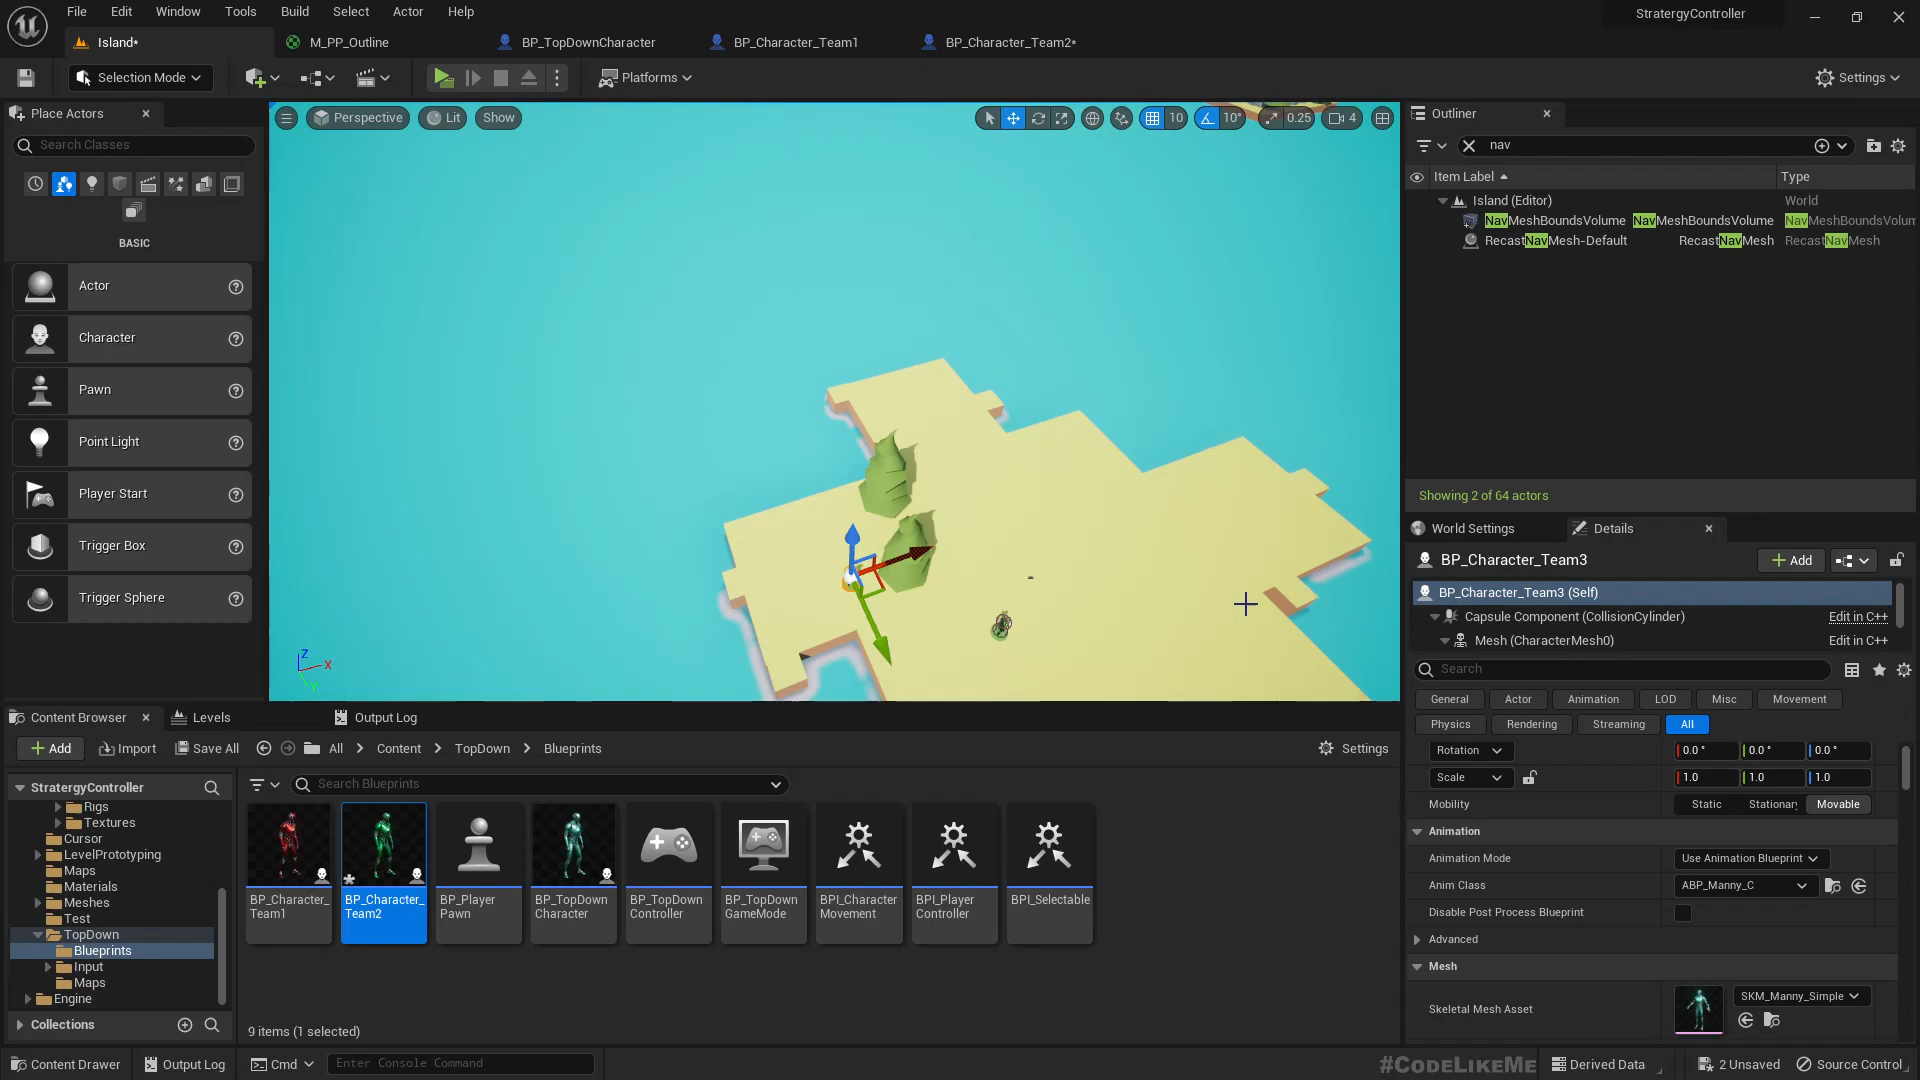 File Edit Window Tools Build Select Actor Help
StratergyController
Island*
M_PP_Outline
BP_TopDownCharacter
BP_Character_Team1
BP_Character_Team2*
Selection Mode
Platforms
Settings
Place Actors
Search Classes
BASIC
Actor
Character
Pawn
Point Light
Player Start
Trigger Box
Trigger Sphere
Perspective
Lit
Show
10
10°
0.25
4
Z
X
Y
Outliner
nav
Item Label
Type
Island (Editor) World
NavMeshBoundsVolume NavMeshBoundsVolume NavMeshBoundsVolum
RecastNavMesh-Default RecastNavMesh RecastNavMesh
Showing 2 of 64 actors
World Settings
Details
BP_Character_Team3
Add
BP_Character_Team3 (Self)
Capsule Component (CollisionCylinder) Edit in C++
Mesh (CharacterMesh0) Edit in C++
Search
General Actor Animation LOD Misc Movement
Physics Rendering Streaming All
Rotation 0.0 ° 0.0 ° 0.0 °
Scale 1.0 1.0 1.0
Mobility Static Stationary Movable
Animation
Animation Mode Use Animation Blueprint
Anim Class ABP_Manny_C
Disable Post Process Blueprint
Advanced
Mesh
Skeletal Mesh Asset SKM_Manny_Simple
Content Browser
Levels
Output Log
Add
Import
Save All
All
Content
TopDown
Blueprints
Settings
StratergyController
Rigs
Textures
Cursor
LevelPrototyping
Maps
Materials
Meshes
Test
TopDown
Blueprints
Input
Maps
Engine
Collections
Search Blueprints
BP_Character_
Team1
BP_Character_
Team2
BP_Player
Pawn
BP_TopDown
Character
BP_TopDown
Controller
BP_TopDown
GameMode
BPI_Character
Movement
BPI_Player
Controller
BPI_Selectable
9 items (1 selected)
Content Drawer
Output Log
Cmd
Enter Console Command
#CodeLikeMe
Derived Data
2 Unsaved
Source Control